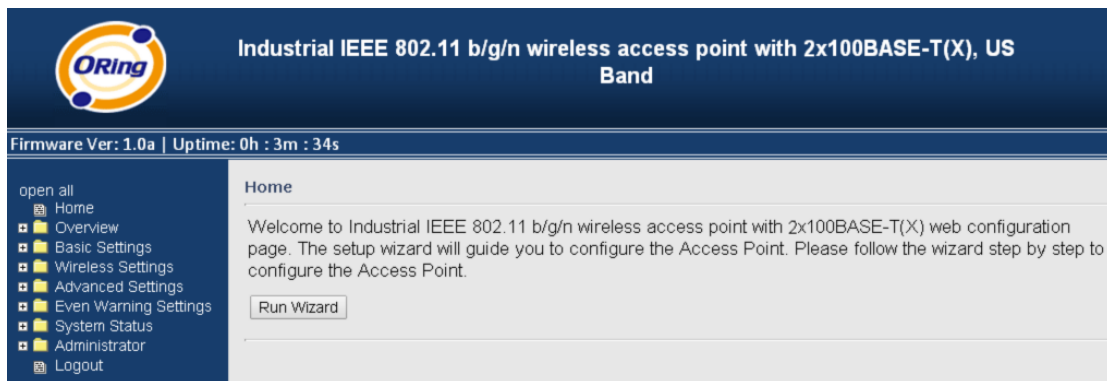 ORing
Industrial IEEE 802.11 b/g/n wireless access point with 2x100BASE-T(X), US
Band
Firmware Ver: 1.0a | Uptime: 0h : 3m : 34s
open all
Home
Overview
Basic Settings
Wireless Settings
Advanced Settings
Even Warning Settings
System Status
Administrator
Logout
Home
Welcome to Industrial IEEE 802.11 b/g/n wireless access point with 2x100BASE-T(X) web configuration
page. The setup wizard will guide you to configure the Access Point. Please follow the wizard step by step to
configure the Access Point.
Run Wizard